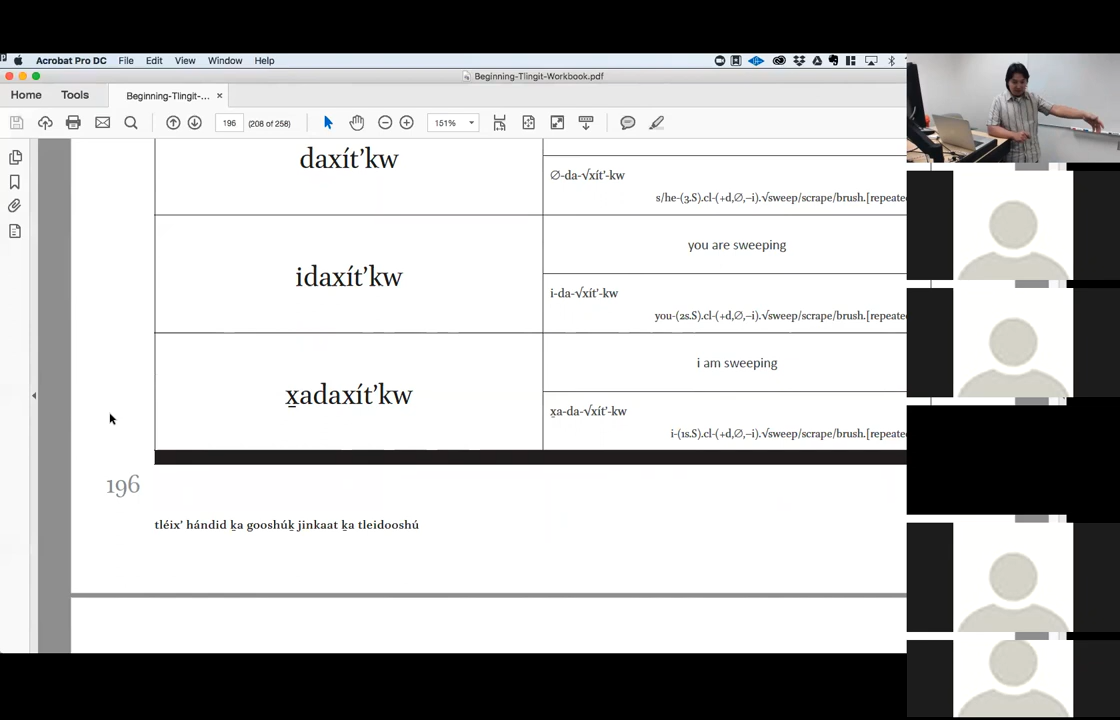 Acrobat Pro DC File Edit View Window Help
Beginning-Tlingit-Workbook.pdf
Home Tools Beginning-Tlingit-... ×
196 (208 of 258) 151%
daxít’kw
∅-da-√xít’-kw
s/he-(3.S).cl-(+d,∅,–i).√sweep/scrape/brush.[repeate
idaxít’kw
you are sweeping
i-da-√xít’-kw
you-(2s.S).cl-(+d,∅,–i).√sweep/scrape/brush.[repeate
x̱adaxít’kw
i am sweeping
x̱a-da-√xít’-kw
i-(1s.S).cl-(+d,∅,–i).√sweep/scrape/brush.[repeate
196
tléix’ hándid ḵa gooshúḵ jinkaat ḵa tleidooshú